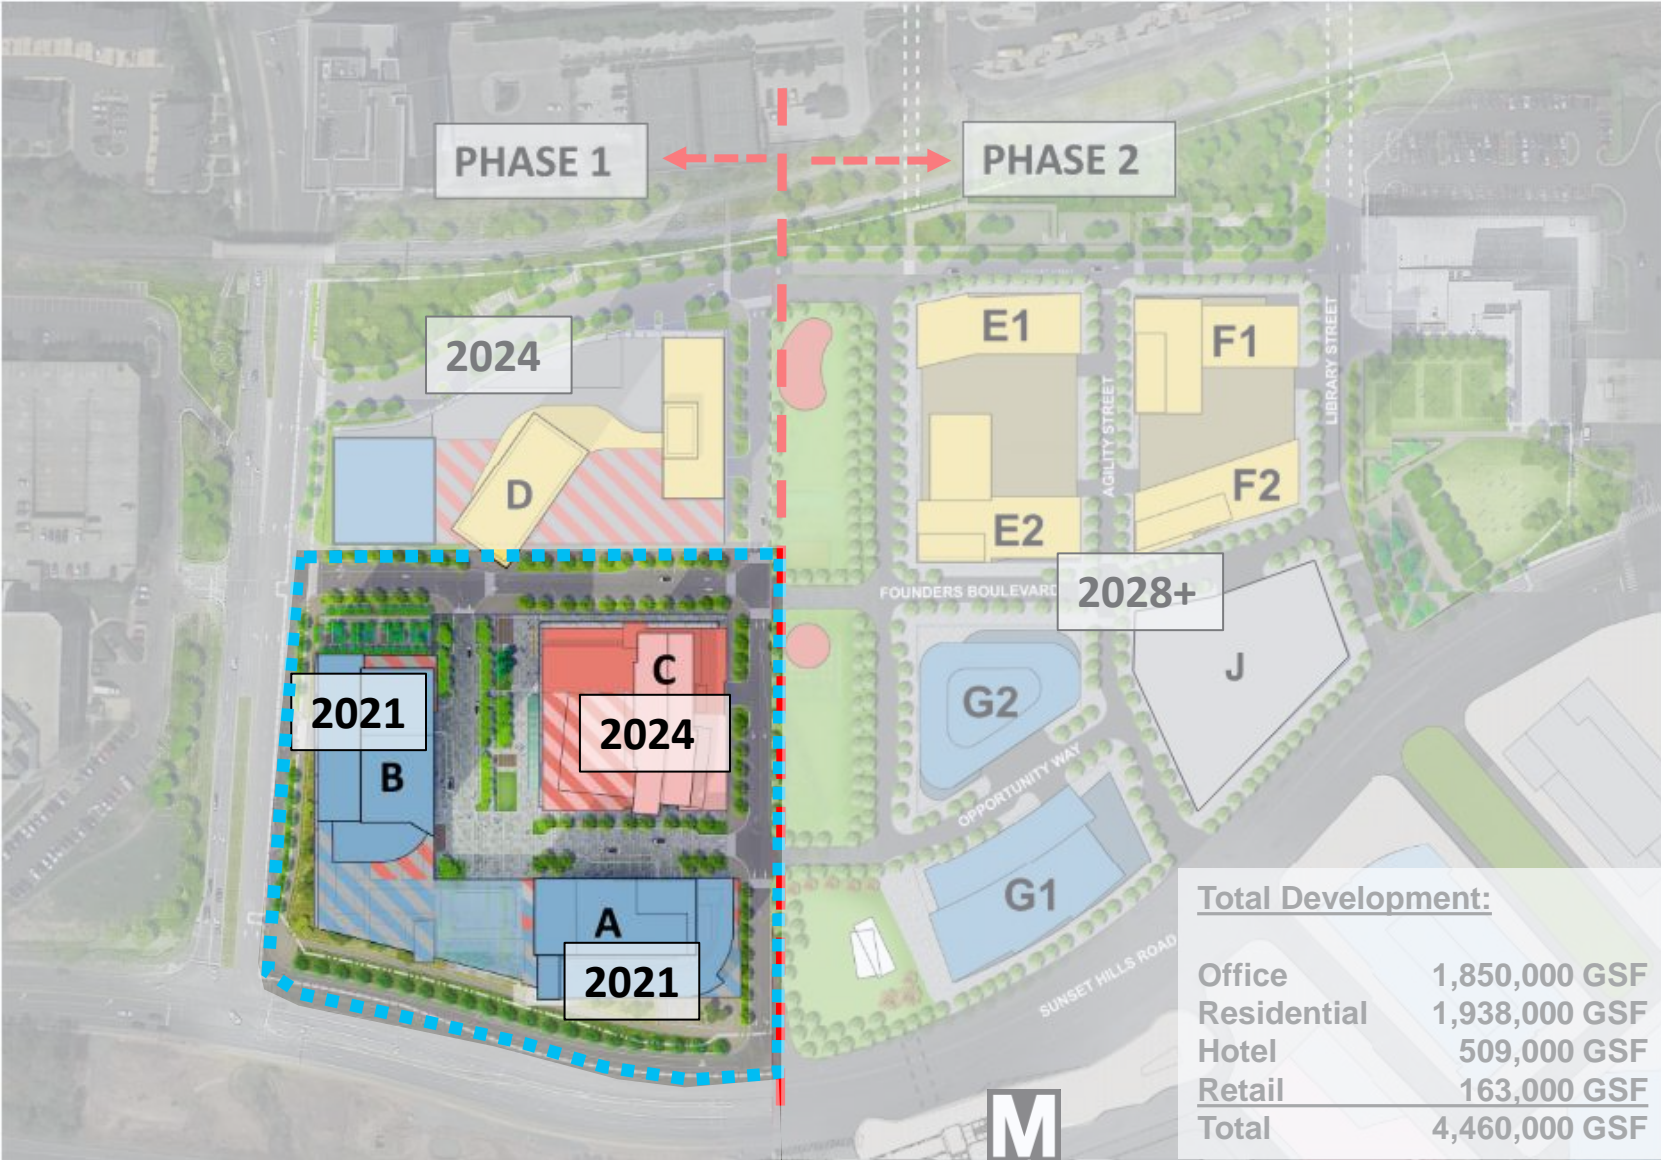 PHASE 1
PHASE 2
2024
E1
F1
LIBRARY STREET
AGILITY STREET
D
E2
F2
FOUNDERS BOULEVARD
2028+
C
J
2021
2024
G2
B
OPPORTUNITY WAY
G1
A
2021
SUNSET HILLS ROAD
Total Development:
Office 1,850,000 GSF
Residential 1,938,000 GSF
Hotel 509,000 GSF
Retail 163,000 GSF
Total 4,460,000 GSF
M